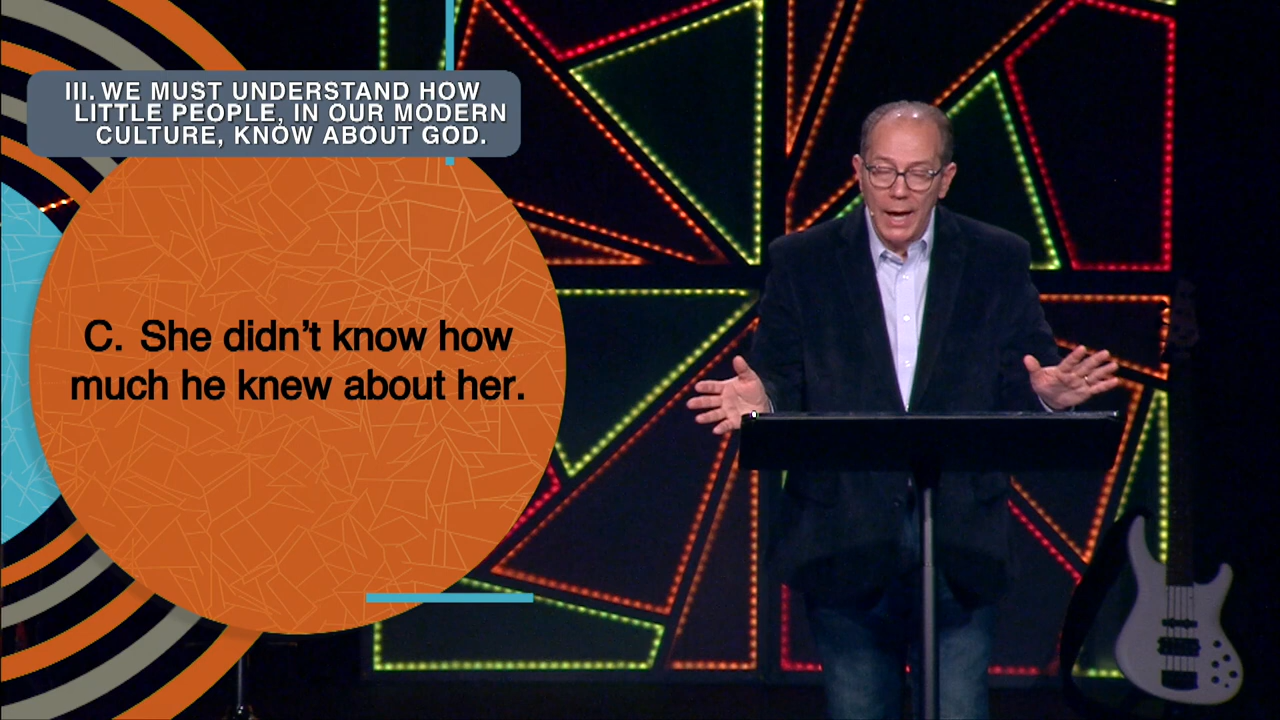 III. WE MUST UNDERSTAND HOW
LITTLE PEOPLE, IN OUR MODERN
CULTURE, KNOW ABOUT GOD.
C. She didn’t know how
much he knew about her.